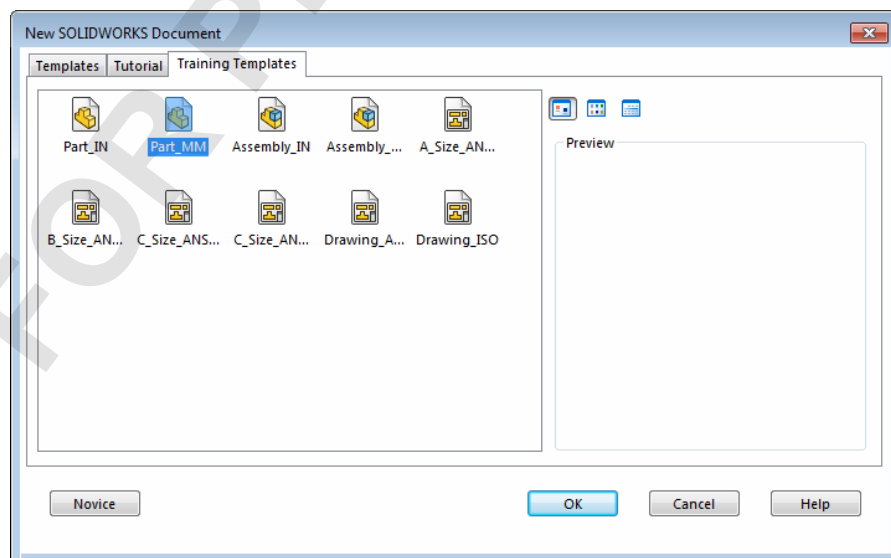 New SOLIDWORKS Document
Templates Tutorial Training Templates
Part_IN Part_MM Assembly_IN Assembly_... A_Size_AN...
Preview
B_Size_AN... C_Size_ANS... C_Size_AN... Drawing_A... Drawing_ISO
Novice OK Cancel Help
FOR P